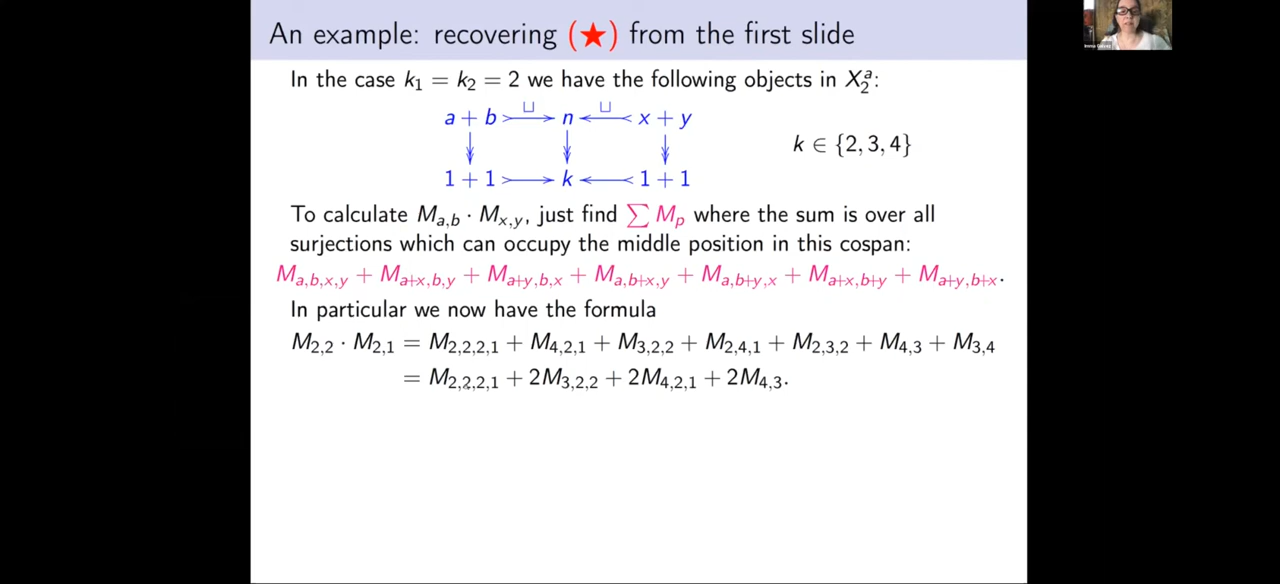 An example: recovering (★) from the first slide
In the case k₁ = k₂ = 2 we have the following objects in X₂ᵃ:
a + b ↣ n ↢ x + y
⊔ ⊔
k ∈ {2, 3, 4}
1 + 1 ↣ k ↢ 1 + 1
To calculate M_{a,b} · M_{x,y}, just find ∑ M_p where the sum is over all
surjections which can occupy the middle position in this cospan:
M_{a,b,x,y} + M_{a+x,b,y} + M_{a+y,b,x} + M_{a,b+x,y} + M_{a,b+y,x} + M_{a+x,b+y} + M_{a+y,b+x}.
In particular we now have the formula
M_{2,2} · M_{2,1} = M_{2,2,2,1} + M_{4,2,1} + M_{3,2,2} + M_{2,4,1} + M_{2,3,2} + M_{4,3} + M_{3,4}
= M_{2,2,2,1} + 2M_{3,2,2} + 2M_{4,2,1} + 2M_{4,3}.